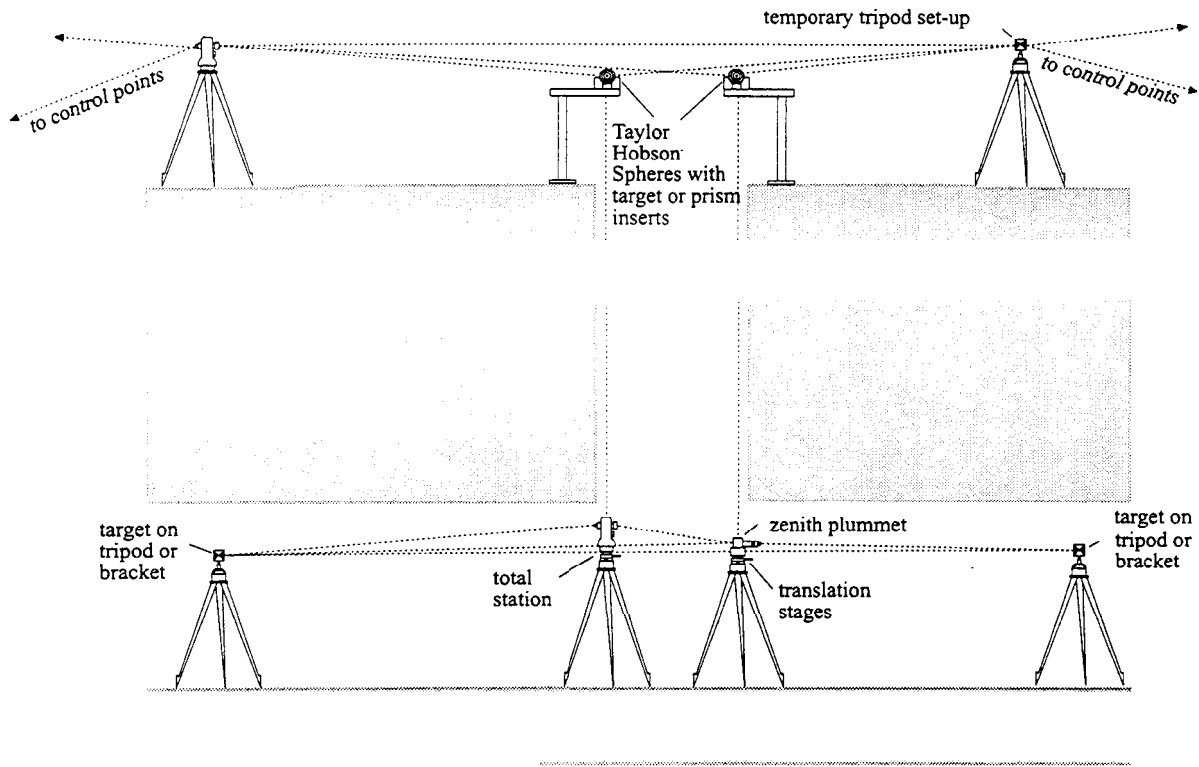 temporary tripod set-up
to control points
to control points
Taylor
Hobson
Spheres with
target or prism
inserts
target on
tripod or
bracket
total
station
zenith plummet
translation
stages
target on
tripod or
bracket